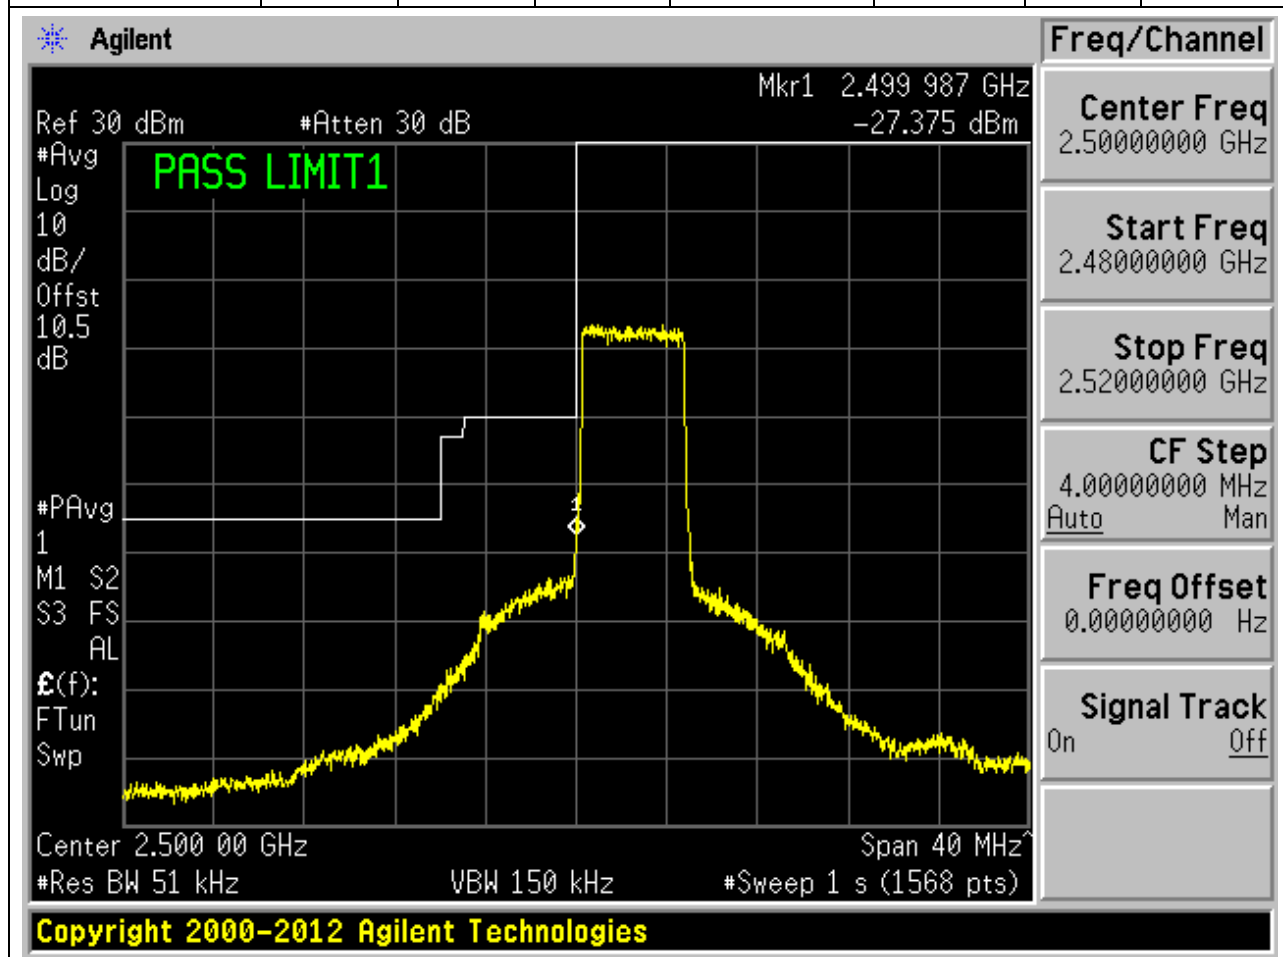 Agilent
Freq/Channel
Mkr1 2.499 987 GHz
Ref 30 dBm #Atten 30 dB -27.375 dBm
#Avg
Log
10
dB/
Offst
10.5
dB
PASS LIMIT1
1
#PAvg
1
M1 S2
S3 FS
AL
£(f):
FTun
Swp
Center 2.500 00 GHz Span 40 MHz^
#Res BW 51 kHz VBW 150 kHz #Sweep 1 s (1568 pts)
Copyright 2000-2012 Agilent Technologies
Center Freq
2.50000000 GHz
Start Freq
2.48000000 GHz
Stop Freq
2.52000000 GHz
CF Step
4.00000000 MHz
Auto Man
Freq Offset
0.00000000 Hz
Signal Track
On Off